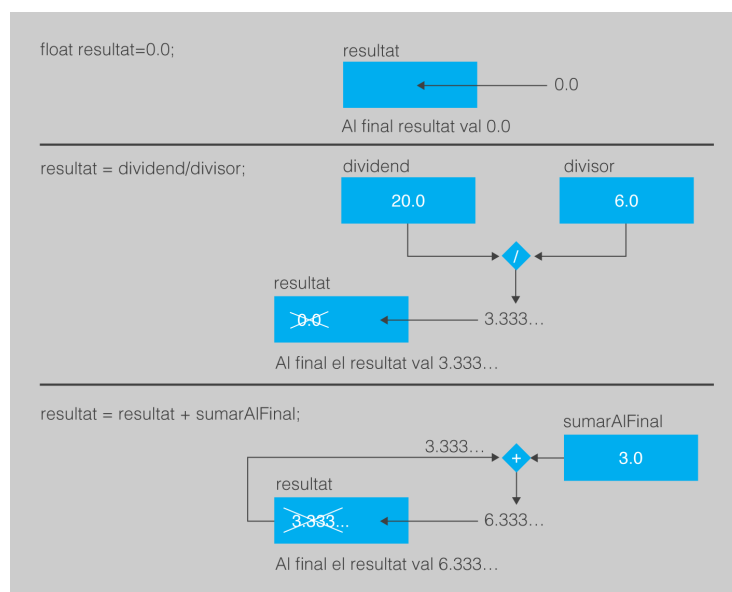 float resultat=0.0;
resultat
0.0
Al final resultat val 0.0
resultat = dividend/divisor;
dividend
divisor
20.0
6.0
/
resultat
0.0
3.333...
Al final el resultat val 3.333...
resultat = resultat + sumarAlFinal;
sumarAlFinal
3.333...
+
3.0
resultat
3.333...
6.333...
Al final el resultat val 6.333...